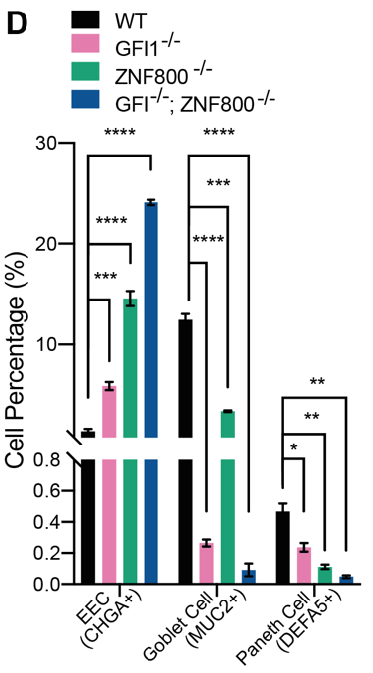 D
WT
GFI1-/-
ZNF800 -/-
GFI-/-; ZNF800-/-
Cell Percentage (%)
30
20
10
0.8
0.6
0.4
0.2
0.0
****
****
***
****
***
****
**
**
*
EEC
(CHGA+)
Goblet Cell
(MUC2+)
Paneth Cell
(DEFA5+)